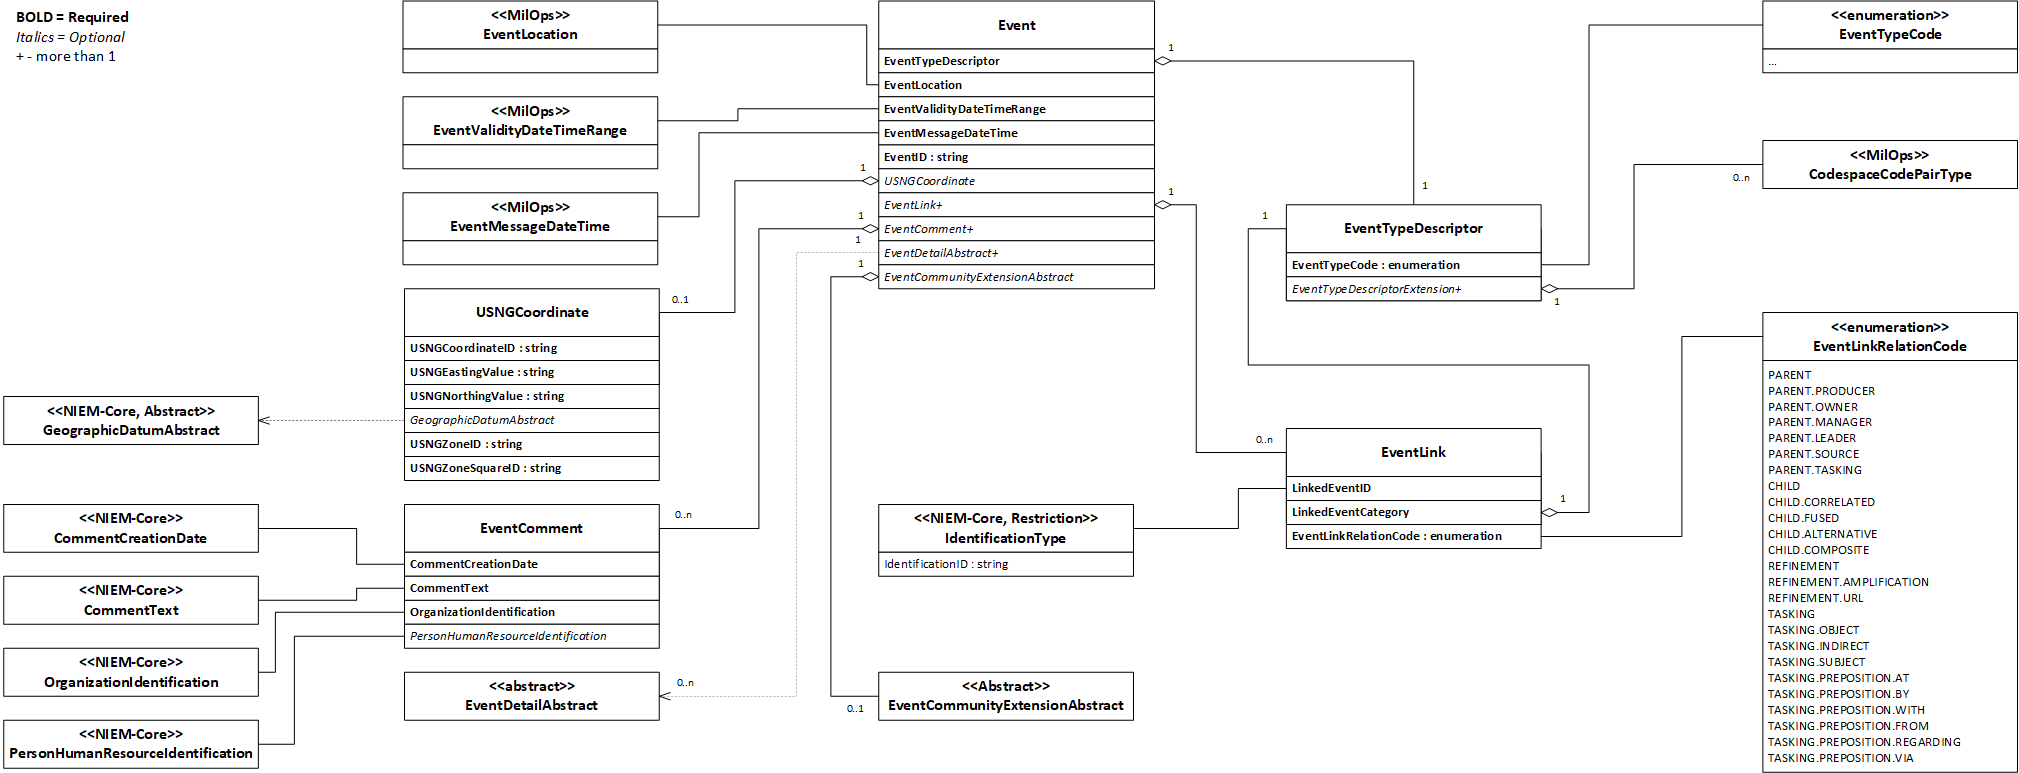 BOLD = Required
Italics = Optional
+ - more than 1
<<MilOps>>
EventLocation
<<MilOps>>
EventValidityDateTimeRange
<<MilOps>>
EventMessageDateTime
Event
EventTypeDescriptor
EventLocation
EventValidityDateTimeRange
EventMessageDateTime
EventID : string
USNGCoordinate
EventLink+
EventComment+
EventDetailAbstract+
EventCommunityExtensionAbstract
1
1
1
1
1
1
1
<<enumeration>>
EventTypeCode
...
<<MilOps>>
CodespaceCodePairType
0..n
EventTypeDescriptor
EventTypeCode : enumeration
EventTypeDescriptorExtension+
1
1
1
USNGCoordinate
USNGCoordinateID : string
USNGEastingValue : string
USNGNorthingValue : string
GeographicDatumAbstract
USNGZoneID : string
USNGZoneSquareID : string
0..1
<<NIEM-Core, Abstract>>
GeographicDatumAbstract
<<NIEM-Core>>
CommentCreationDate
<<NIEM-Core>>
CommentText
<<NIEM-Core>>
OrganizationIdentification
<<NIEM-Core>>
PersonHumanResourceIdentification
EventComment
CommentCreationDate
CommentText
OrganizationIdentification
PersonHumanResourceIdentification
0..n
<<abstract>>
EventDetailAbstract
0..n
<<Abstract>>
EventCommunityExtensionAbstract
0..1
<<NIEM-Core, Restriction>>
IdentificationType
IdentificationID : string
EventLink
LinkedEventID
LinkedEventCategory
EventLinkRelationCode : enumeration
0..n
1
<<enumeration>>
EventLinkRelationCode
PARENT
PARENT.PRODUCER
PARENT.OWNER
PARENT.MANAGER
PARENT.LEADER
PARENT.SOURCE
PARENT.TASKING
CHILD
CHILD.CORRELATED
CHILD.FUSED
CHILD.ALTERNATIVE
CHILD.COMPOSITE
REFINEMENT
REFINEMENT.AMPLIFICATION
REFINEMENT.URL
TASKING
TASKING.OBJECT
TASKING.INDIRECT
TASKING.SUBJECT
TASKING.PREPOSITION.AT
TASKING.PREPOSITION.BY
TASKING.PREPOSITION.WITH
TASKING.PREPOSITION.FROM
TASKING.PREPOSITION.REGARDING
TASKING.PREPOSITION.VIA